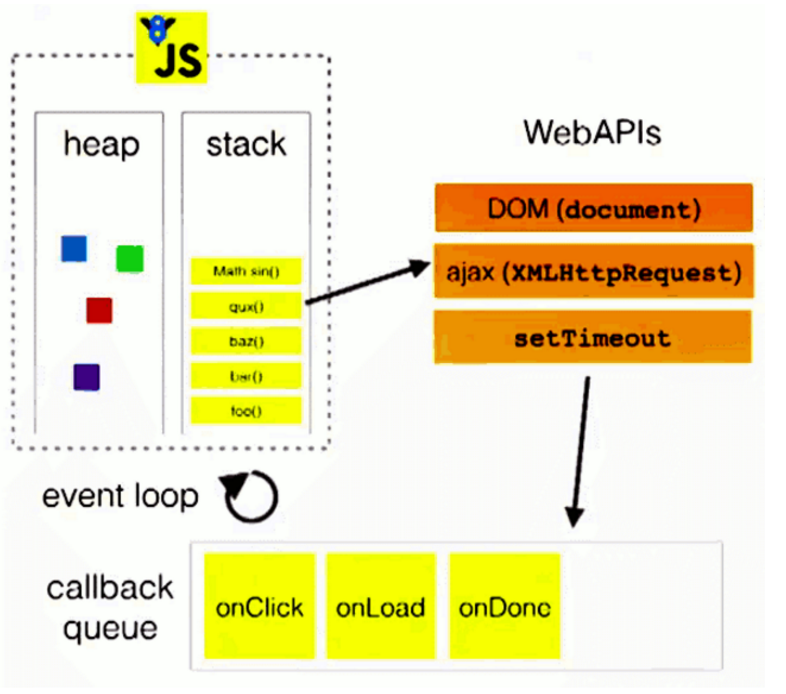 JS
heap
stack
Math sin()
qux()
baz()
bar()
foo()
WebAPIs
DOM (document)
ajax (XMLHttpRequest)
setTimeout
event loop
callback
queue
onClick
onLoad
onDone